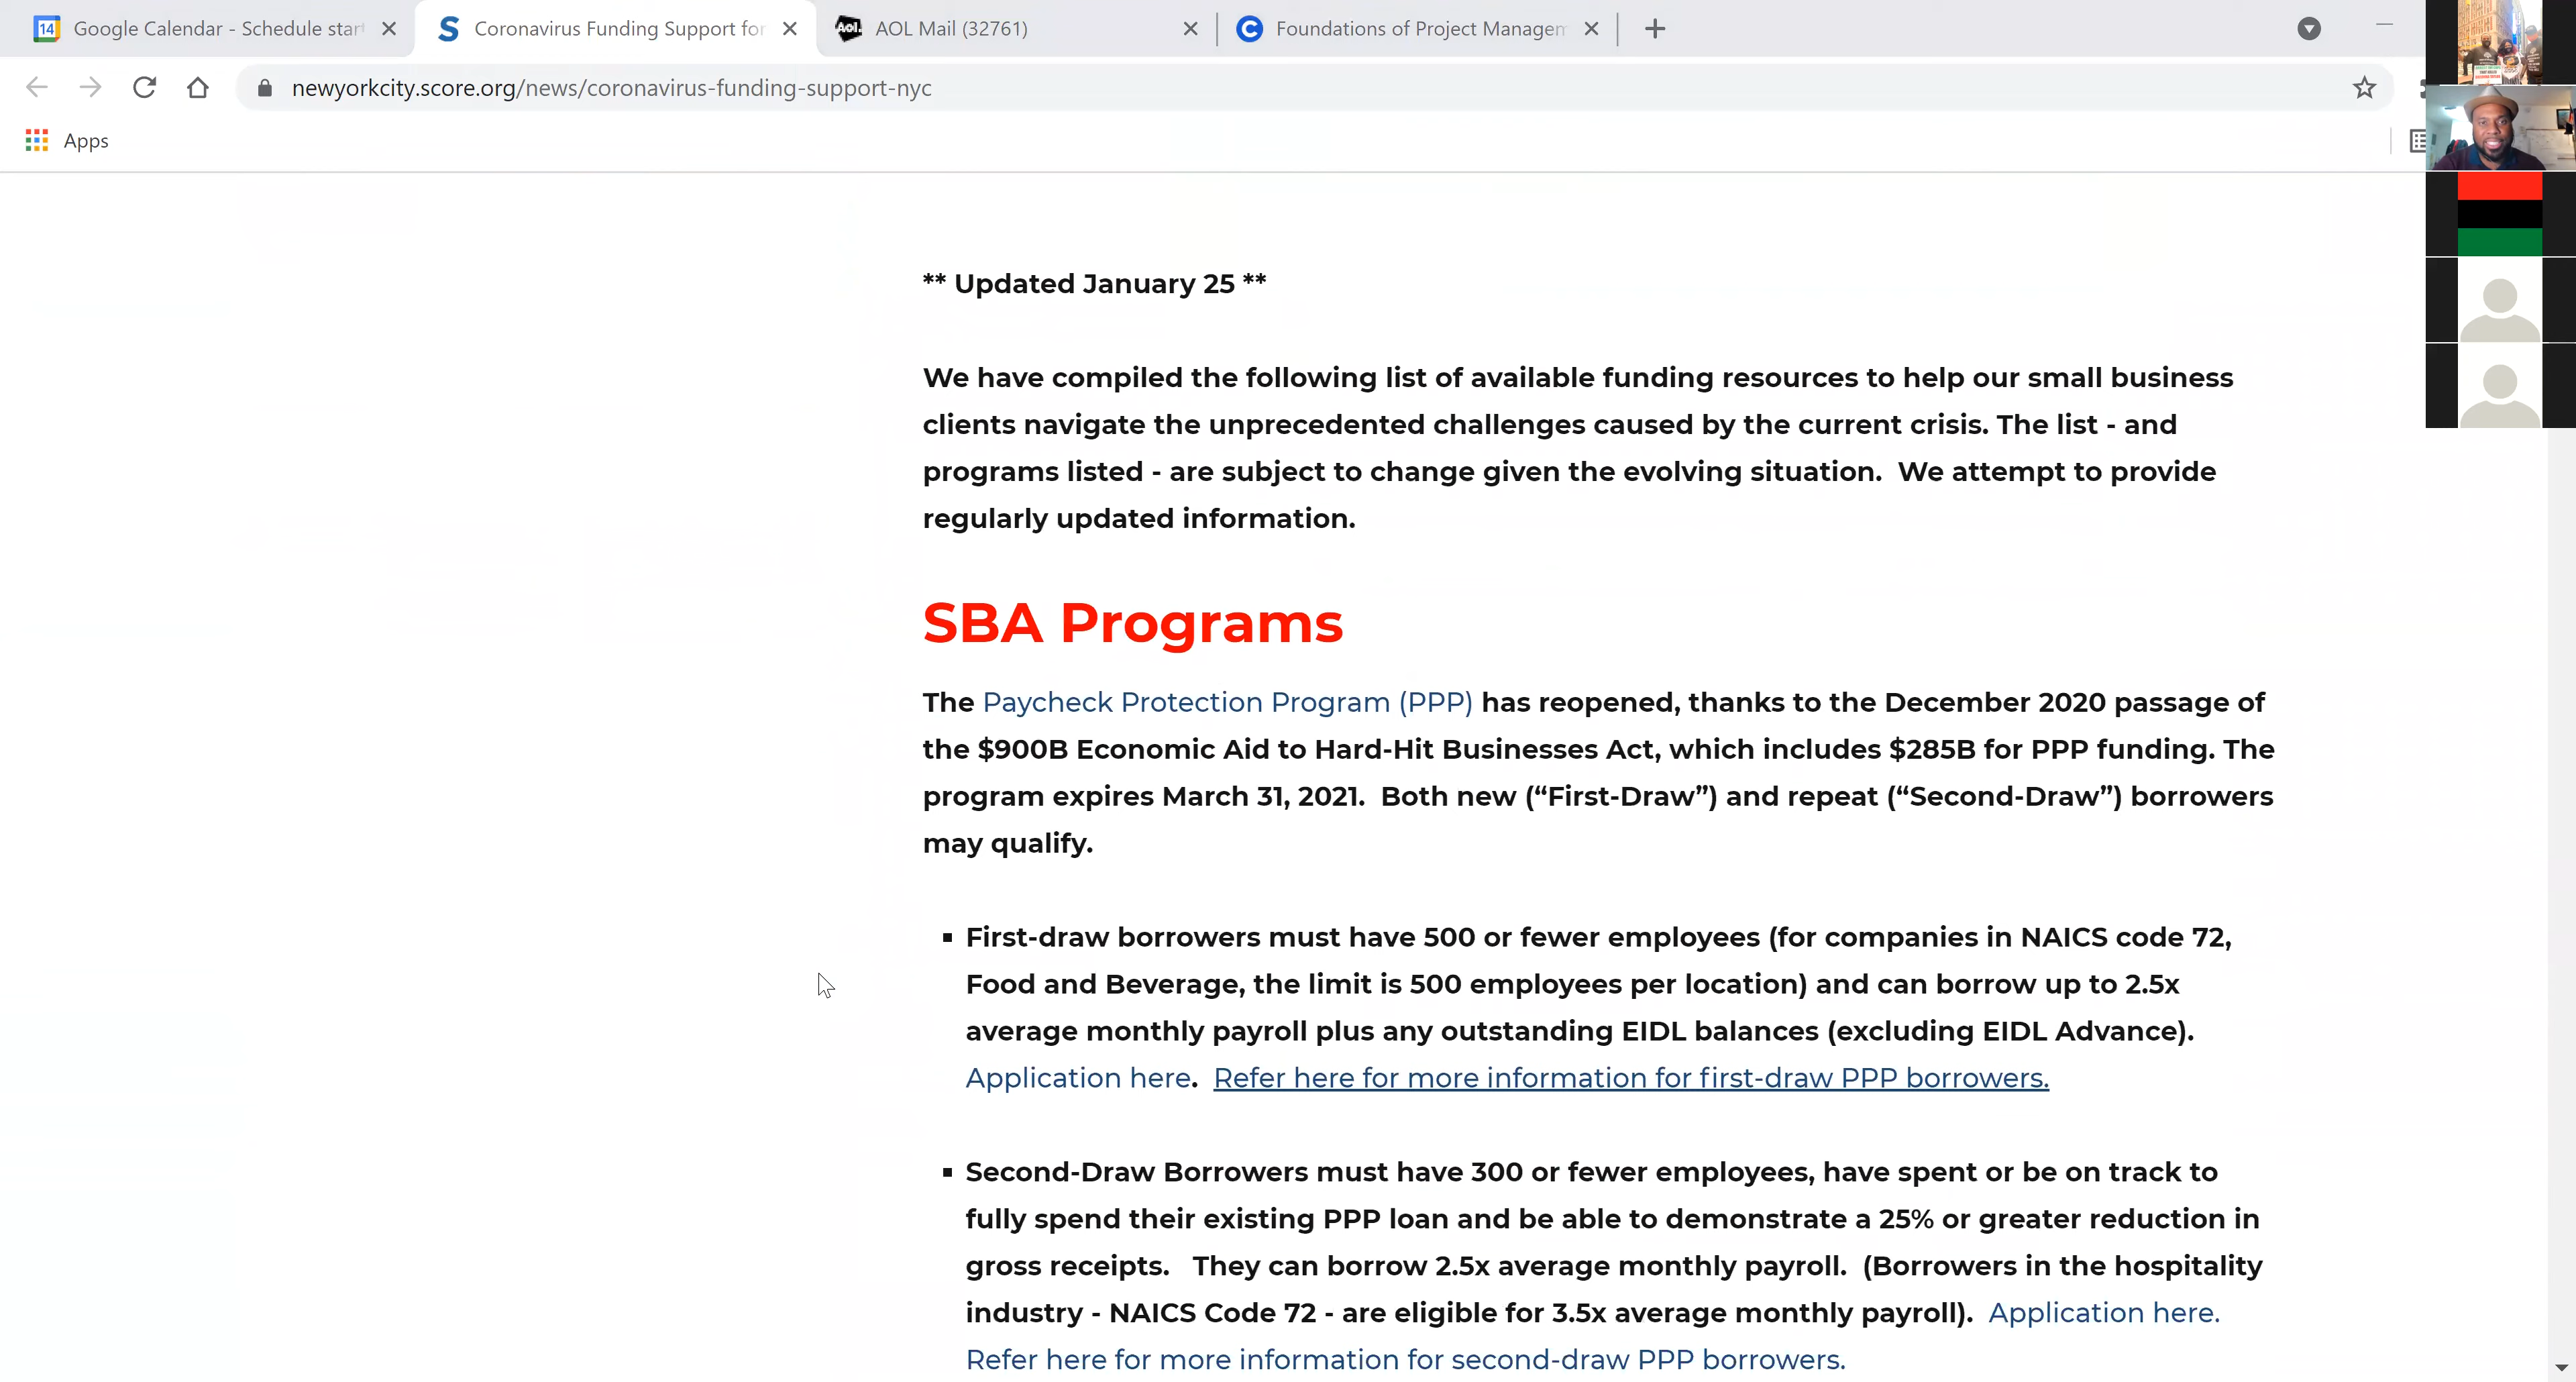 Google Calendar - Schedule star
Coronavirus Funding Support for
AOL Mail (32761)
Foundations of Project Managem
newyorkcity.score.org/news/coronavirus-funding-support-nyc
Apps
** Updated January 25 **
We have compiled the following list of available funding resources to help our small business
clients navigate the unprecedented challenges caused by the current crisis. The list - and
programs listed - are subject to change given the evolving situation.  We attempt to provide
regularly updated information.
SBA Programs
The Paycheck Protection Program (PPP) has reopened, thanks to the December 2020 passage of
the $900B Economic Aid to Hard-Hit Businesses Act, which includes $285B for PPP funding. The
program expires March 31, 2021.  Both new (“First-Draw”) and repeat (“Second-Draw”) borrowers
may qualify.
▪ First-draw borrowers must have 500 or fewer employees (for companies in NAICS code 72,
Food and Beverage, the limit is 500 employees per location) and can borrow up to 2.5x
average monthly payroll plus any outstanding EIDL balances (excluding EIDL Advance).
Application here.  Refer here for more information for first-draw PPP borrowers.
▪ Second-Draw Borrowers must have 300 or fewer employees, have spent or be on track to
fully spend their existing PPP loan and be able to demonstrate a 25% or greater reduction in
gross receipts.   They can borrow 2.5x average monthly payroll.  (Borrowers in the hospitality
industry - NAICS Code 72 - are eligible for 3.5x average monthly payroll).  Application here.
Refer here for more information for second-draw PPP borrowers.